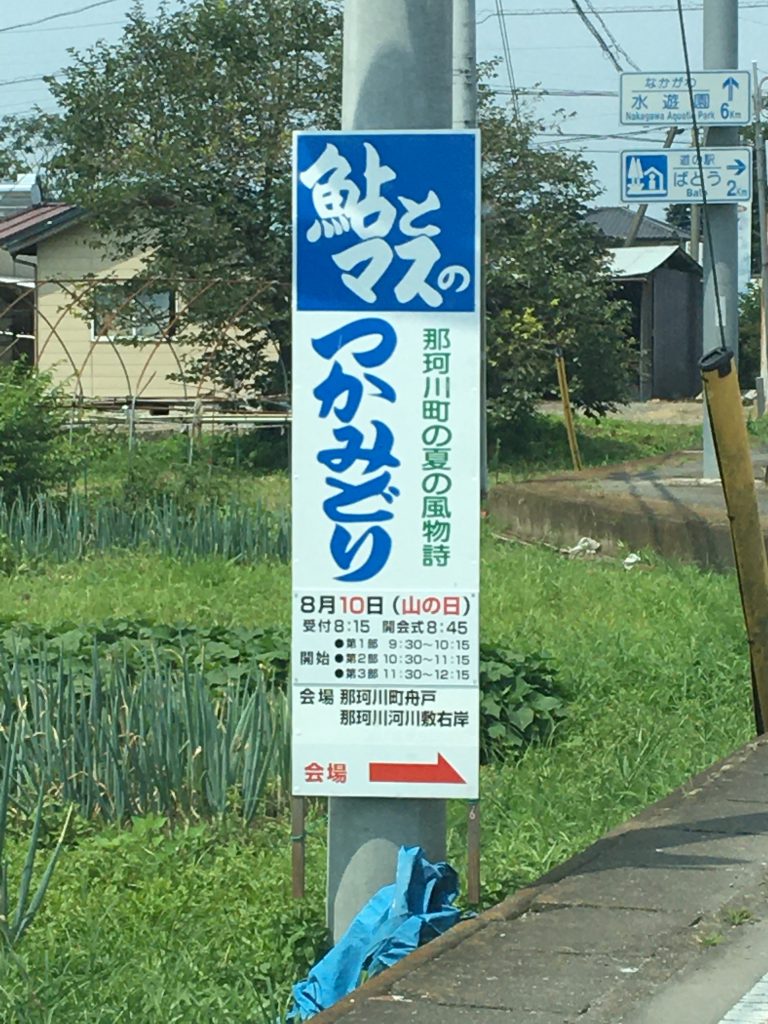 なかがわ
水遊園
Nakagawa Aquatic Park
6Km
道の駅
ばとう
2Km
鮎と
マスの
つかみどり
那珂川町の夏の風物詩
8月10日(山の日)
受付8:15 開会式8:45
開始
●第1部 9:30〜10:15
●第2部 10:30〜11:15
●第3部 11:30〜12:15
会場 那珂川町舟戸
那珂川河川敷右岸
会場
6